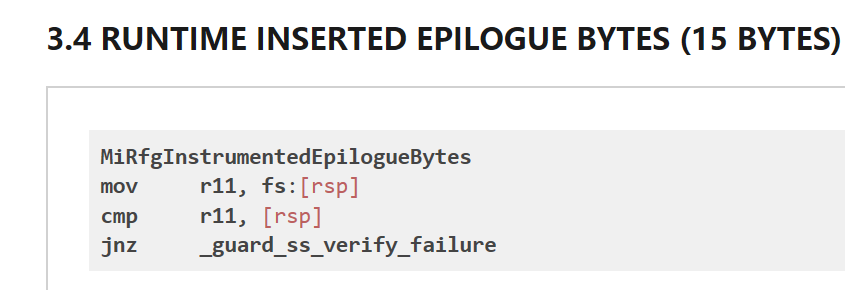 3.4 RUNTIME INSERTED EPILOGUE BYTES (15 BYTES)
MiRfgInstrumentedEpilogueBytes
mov r11, fs:[rsp]
cmp r11, [rsp]
jnz _guard_ss_verify_failure